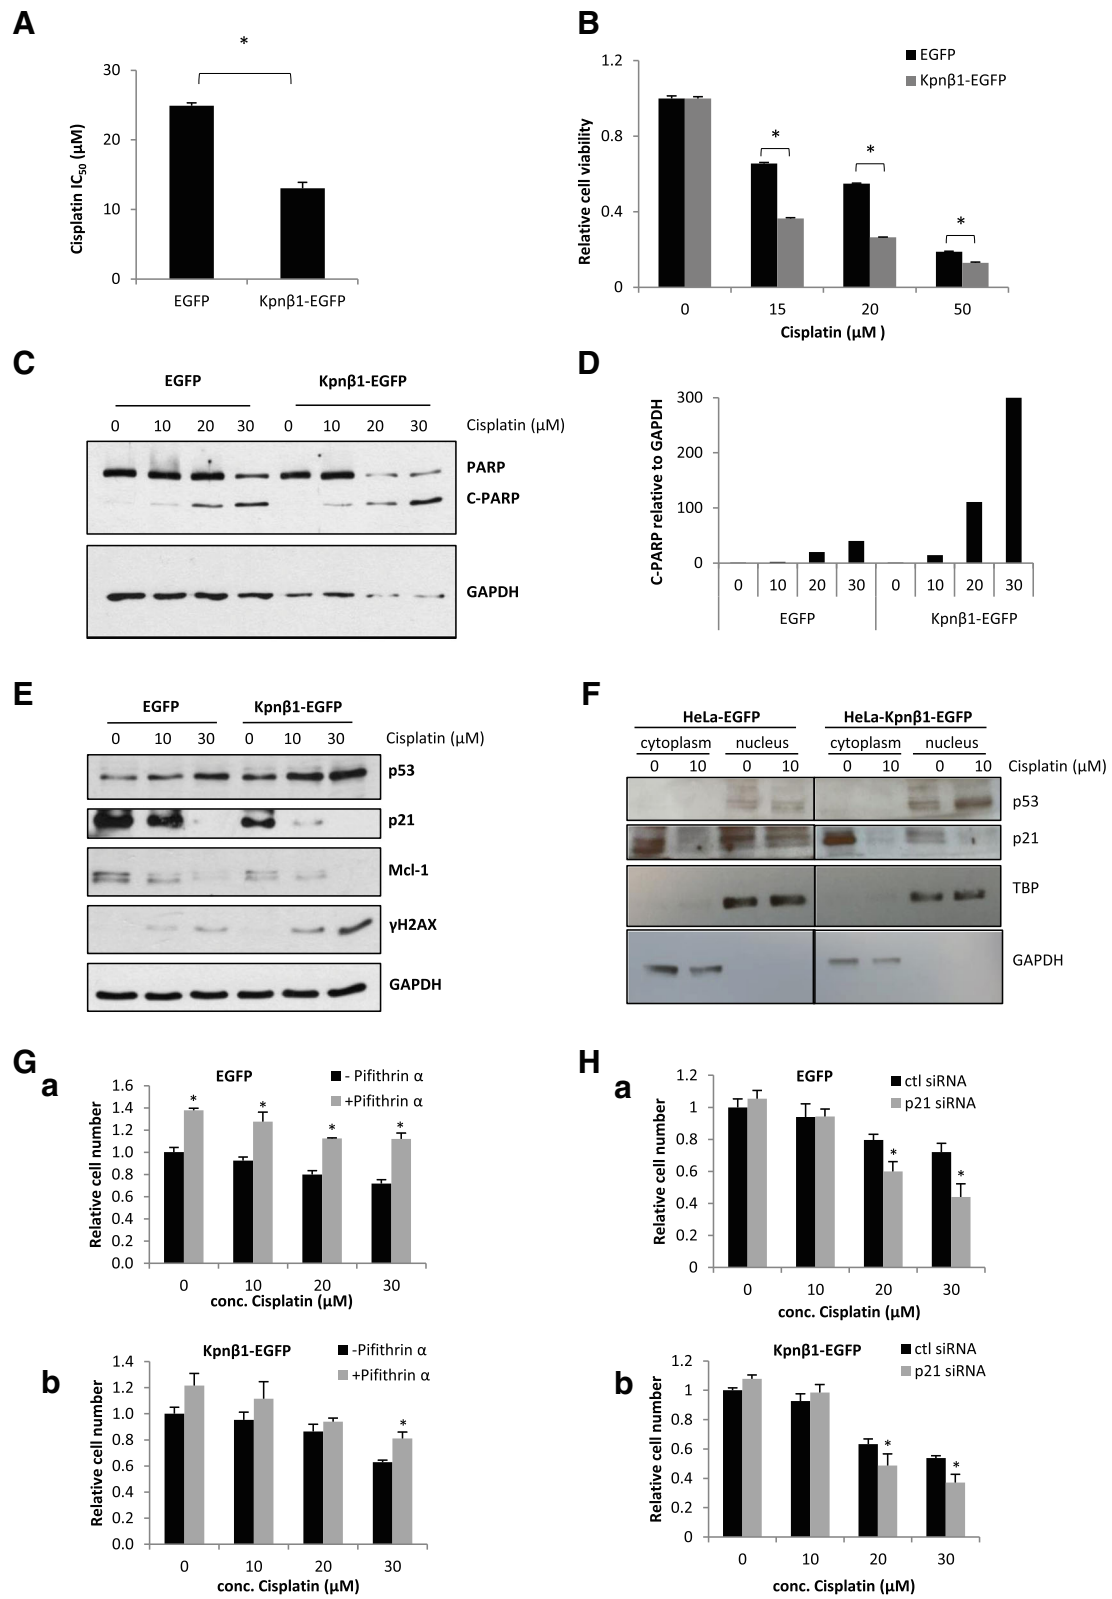 A
*
30
20
10
0
Cisplatin IC50 (µM)
EGFP Kpnβ1-EGFP
B
EGFP
Kpnβ1-EGFP
1.2
0.8
0.4
0
Relative cell viability
* * *
0 15 20 50
Cisplatin (µM )
C
EGFP Kpnβ1-EGFP
0 10 20 30 0 10 20 30 Cisplatin (µM)
PARP
C-PARP
GAPDH
D
300
200
100
0
C-PARP relative to GAPDH
0 10 20 30 0 10 20 30
EGFP Kpnβ1-EGFP
E
EGFP Kpnβ1-EGFP
0 10 30 0 10 30 Cisplatin (µM)
p53
p21
Mcl-1
γH2AX
GAPDH
F
HeLa-EGFP HeLa-Kpnβ1-EGFP
cytoplasm nucleus cytoplasm nucleus
0 10 0 10 0 10 0 10 Cisplatin (µM)
p53
p21
TBP
GAPDH
G
a
EGFP
- Pifithrin α
+Pifithrin α
1.6
1.4
1.2
1.0
0.8
0.6
0.4
0.2
0.0
Relative cell number
* * * *
0 10 20 30
conc. Cisplatin (µM)
b
Kpnβ1-EGFP
-Pifithrin α
+Pifithrin α
1.4
1.2
1.0
0.8
0.6
0.4
0.2
0.0
Relative cell number
*
0 10 20 30
conc. Cisplatin (µM)
H
a
EGFP
ctl siRNA
p21 siRNA
1.2
1
0.8
0.6
0.4
0.2
0
Relative cell number
* *
0 10 20 30
conc. Cisplatin (µM)
b
Kpnβ1-EGFP
ctl siRNA
p21 siRNA
1.2
1
0.8
0.6
0.4
0.2
0
Relative cell number
* *
0 10 20 30
conc. Cisplatin (µM)